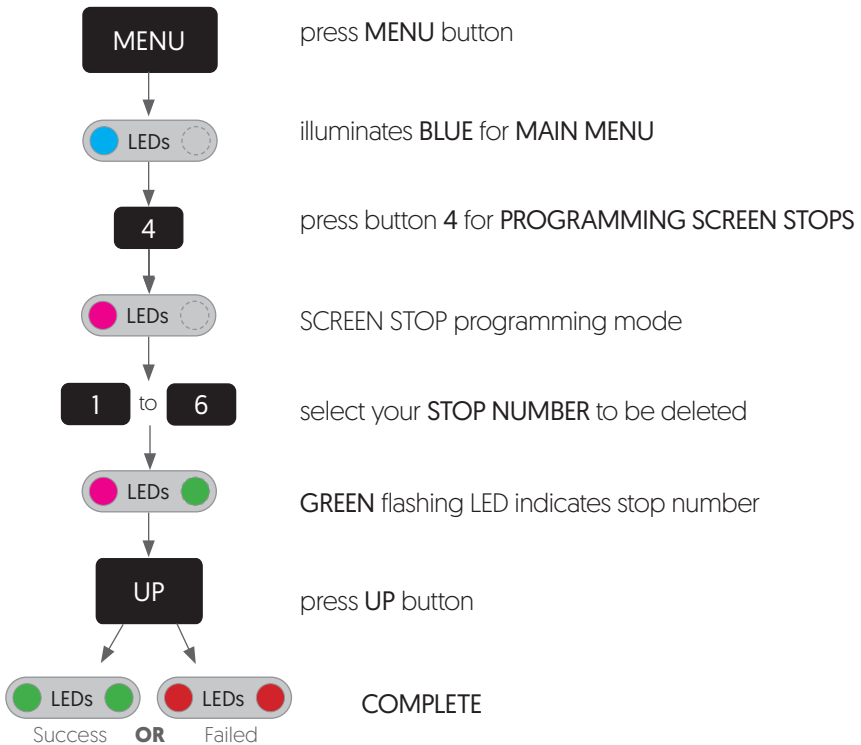 MENU press MENU button
LEDs illuminates BLUE for MAIN MENU
4 press button 4 for PROGRAMMING SCREEN STOPS
LEDs SCREEN STOP programming mode
1 to 6 select your STOP NUMBER to be deleted
LEDs GREEN flashing LED indicates stop number
UP press UP button
LEDs LEDs COMPLETE
Success OR Failed